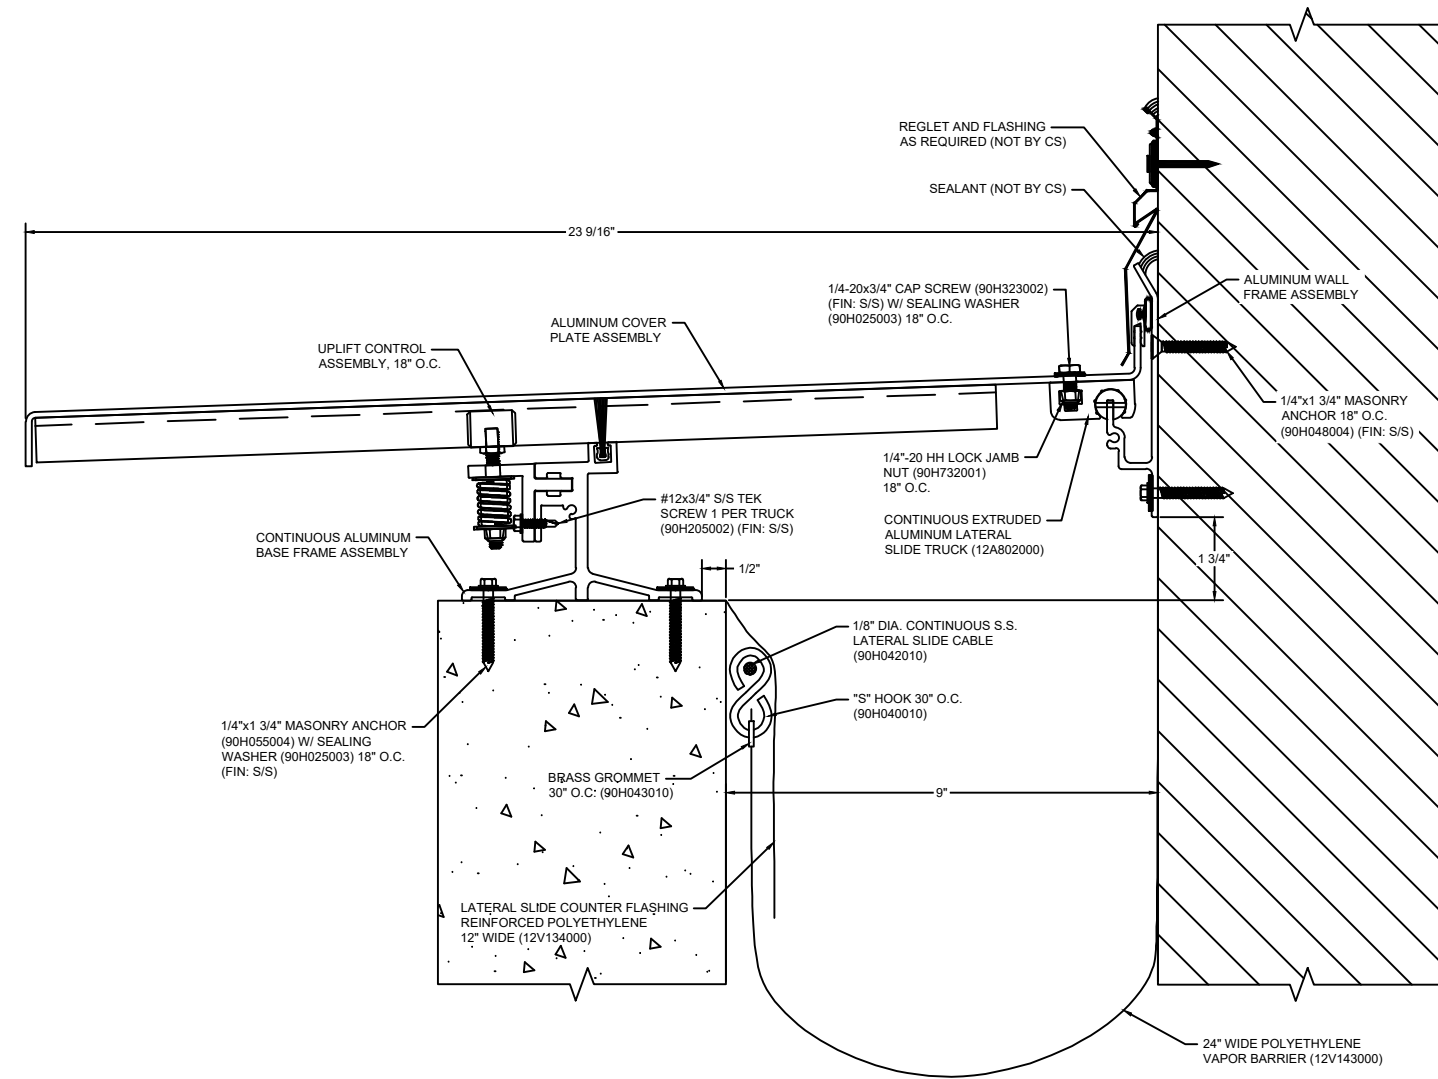 REGLET AND FLASHING
AS REQUIRED (NOT BY CS)
SEALANT (NOT BY CS)
23 9/16"
1/4-20x3/4" CAP SCREW (90H323002)
(FIN: S/S) W/ SEALING WASHER
(90H025003) 18" O.C.
ALUMINUM WALL
FRAME ASSEMBLY
ALUMINUM COVER
PLATE ASSEMBLY
UPLIFT CONTROL
ASSEMBLY, 18" O.C.
1/4"x1 3/4" MASONRY
ANCHOR 18" O.C.
(90H048004) (FIN: S/S)
1/4"-20 HH LOCK JAMB
NUT (90H732001)
18" O.C.
#12x3/4" S/S TEK
SCREW 1 PER TRUCK
(90H205002) (FIN: S/S)
CONTINUOUS EXTRUDED
ALUMINUM LATERAL
SLIDE TRUCK (12A802000)
CONTINUOUS ALUMINUM
BASE FRAME ASSEMBLY
1/2"
1 3/4"
1/8" DIA. CONTINUOUS S.S.
LATERAL SLIDE CABLE
(90H042010)
"S" HOOK 30" O.C.
(90H040010)
1/4"x1 3/4" MASONRY ANCHOR
(90H055004) W/ SEALING
WASHER (90H025003) 18" O.C.
(FIN: S/S)
BRASS GROMMET
30" O.C. (90H043010)
9"
LATERAL SLIDE COUNTER FLASHING
REINFORCED POLYETHYLENE
12" WIDE (12V134000)
24" WIDE POLYETHYLENE
VAPOR BARRIER (12V143000)